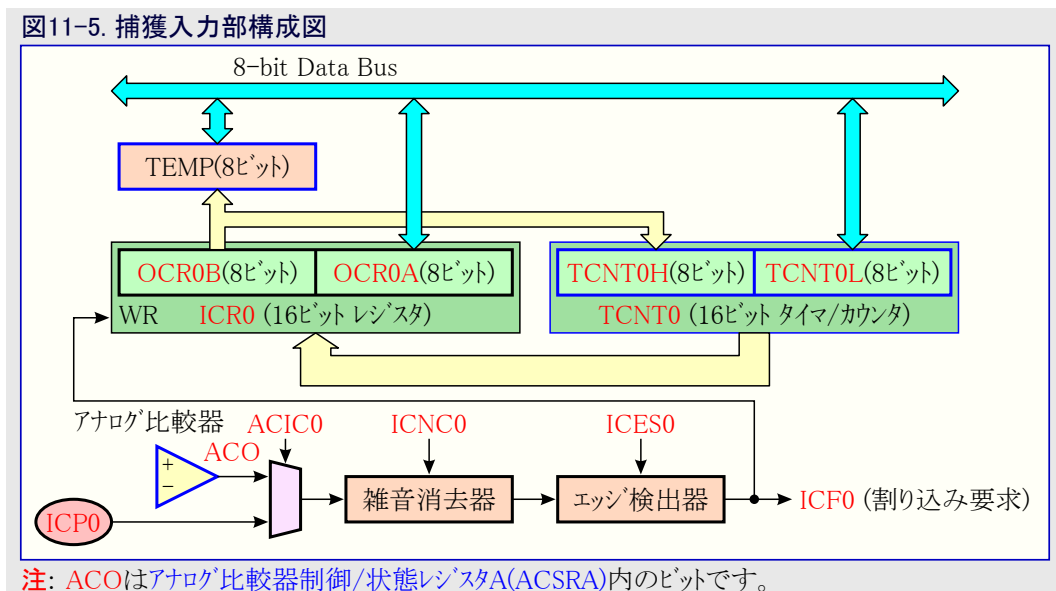 図11-5. 捕獲入力部構成図
8-bit Data Bus
TEMP(8ﾋﾞｯﾄ)
OCR0B(8ﾋﾞｯﾄ) OCR0A(8ﾋﾞｯﾄ) TCNT0H(8ﾋﾞｯﾄ) TCNT0L(8ﾋﾞｯﾄ)
WR ICR0 (16ﾋﾞｯﾄ ﾚｼﾞｽﾀ) TCNT0 (16ﾋﾞｯﾄ ﾀｲﾏ/ｶｳﾝﾀ)
ｱﾅﾛｸﾞ比較器 ACIC0 ICNC0 ICES0
+ ACO
-
雑音消去器 ｴｯｼﾞ検出器 ICF0 (割り込み要求)
ICP0
注: ACOはｱﾅﾛｸﾞ比較器制御/状態ﾚｼﾞｽﾀA(ACSRA)内のﾋﾞｯﾄです。